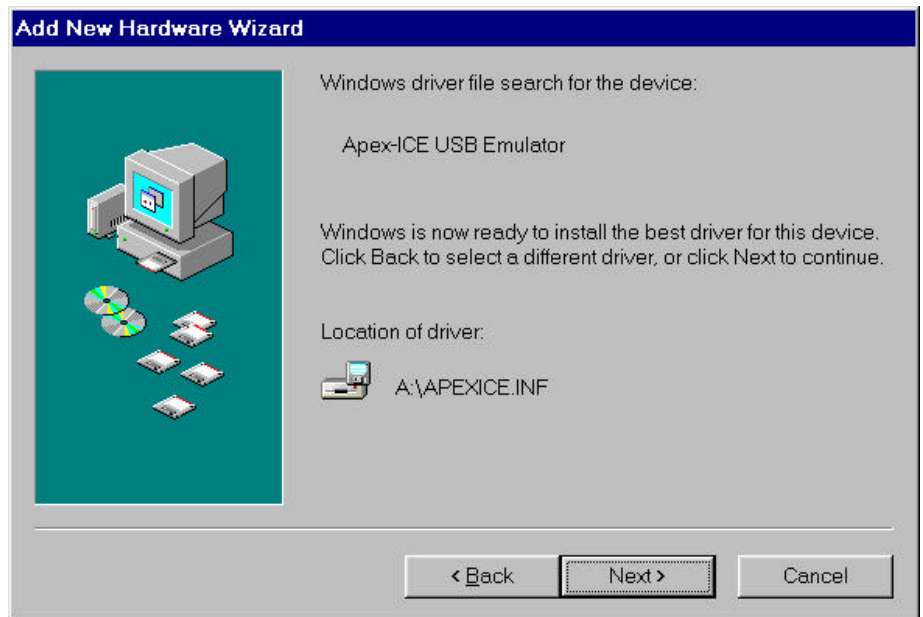 Add New Hardware Wizard
Windows driver file search for the device:
Apex-ICE USB Emulator
Windows is now ready to install the best driver for this device.
Click Back to select a different driver, or click Next to continue.
Location of driver:
A:\APEXICE.INF
< Back Next > Cancel